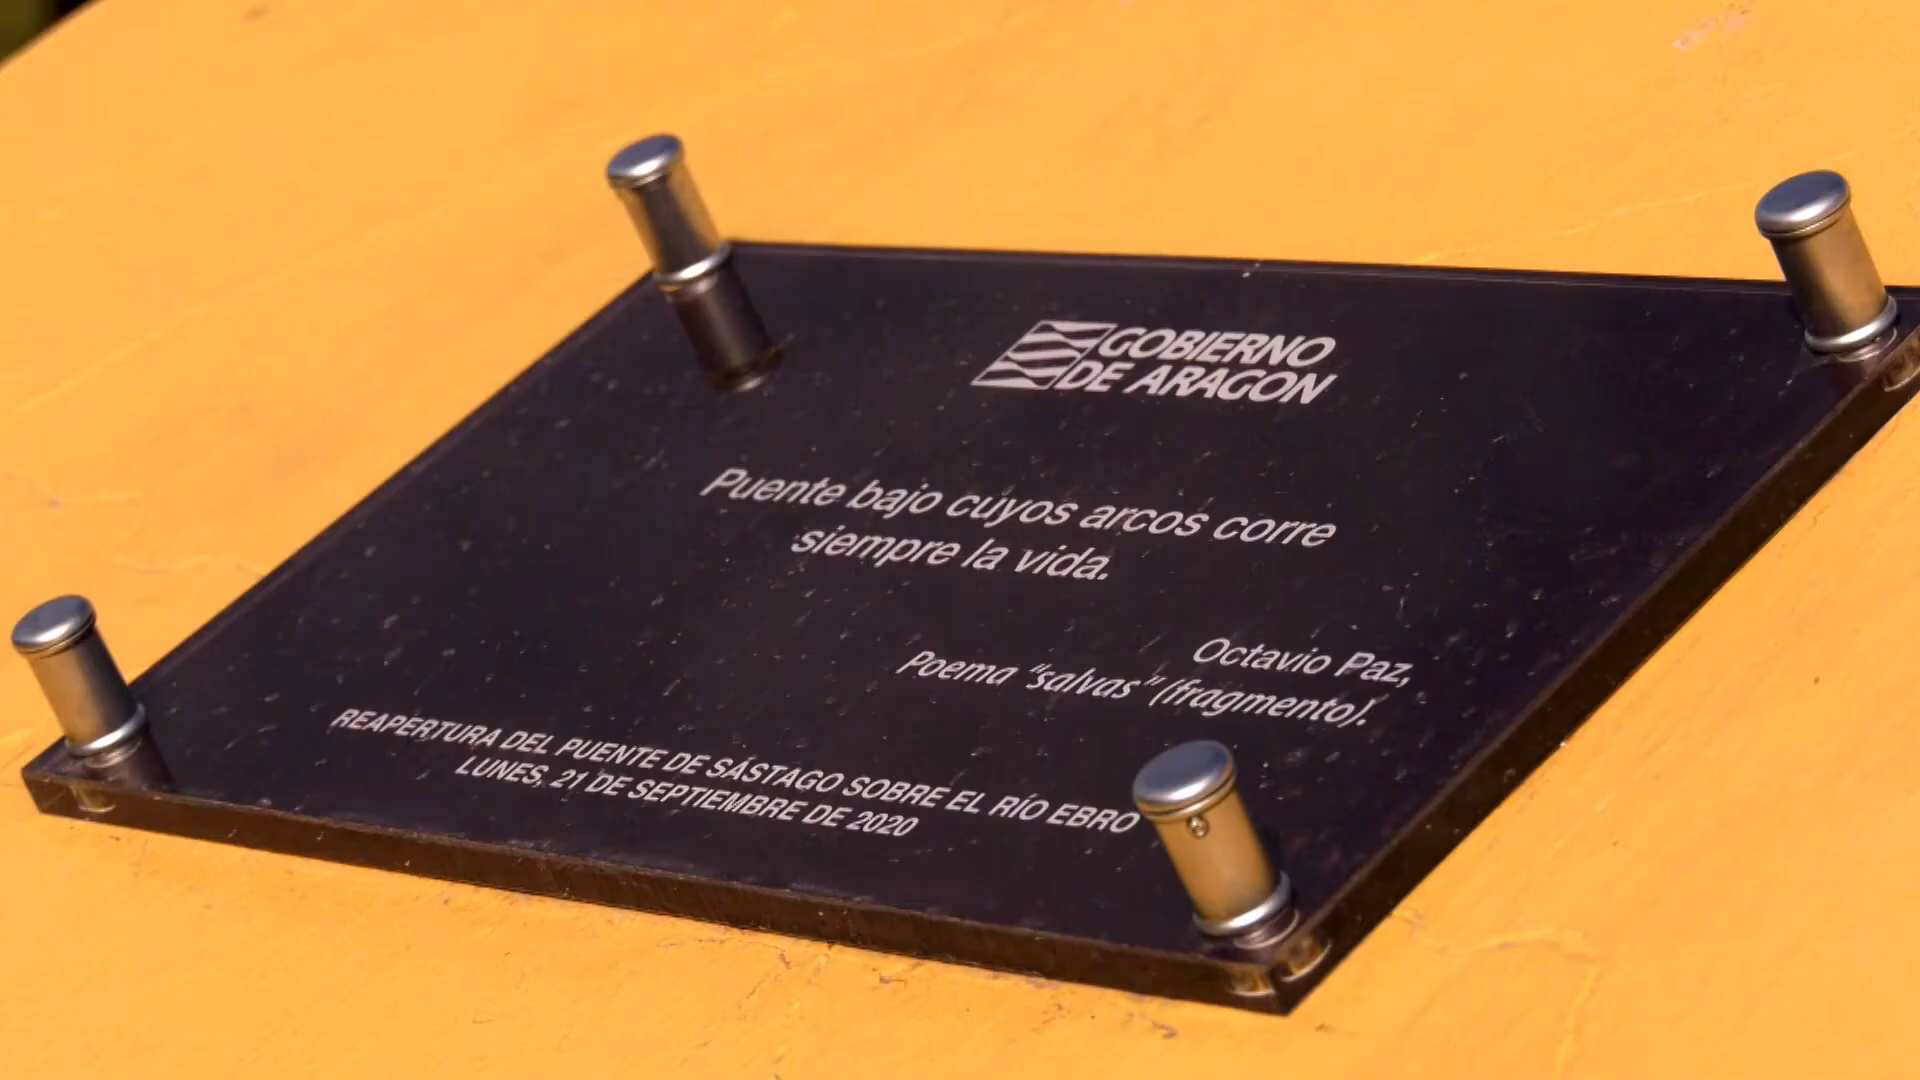 GOBIERNO
DE ARAGON
Puente bajo cuyos arcos corre
siempre la vida.
Octavio Paz,
Poema “salvas” (fragmento).
REAPERTURA DEL PUENTE DE SÁSTAGO SOBRE EL RÍO EBRO
LUNES, 21 DE SEPTIEMBRE DE 2020